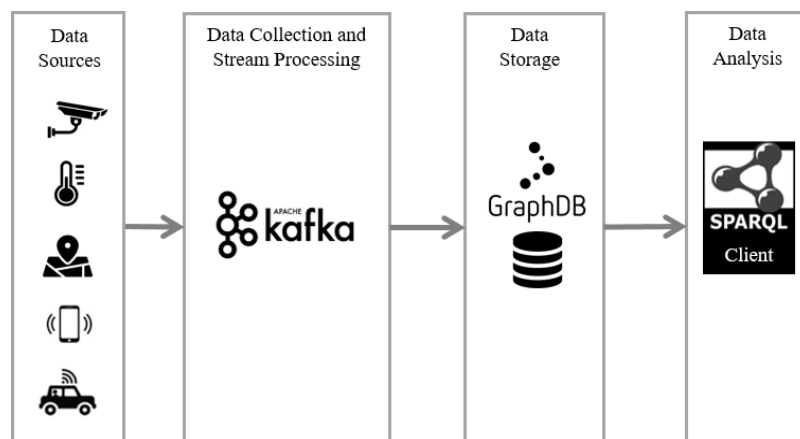 Data
Sources
Data Collection and
Stream Processing
APACHE
kafka
Data
Storage
GraphDB
Data
Analysis
SPARQL
Client